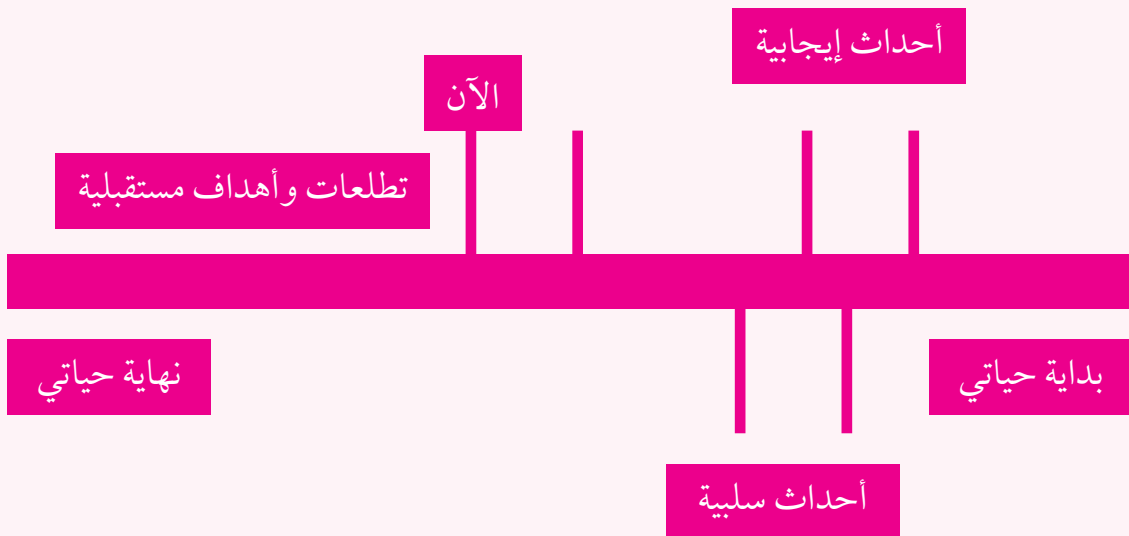 أحداث إيجابية
الآن
تطلعات وأهداف مستقبلية
بداية حياتي
نهاية حياتي
أحداث سلبية